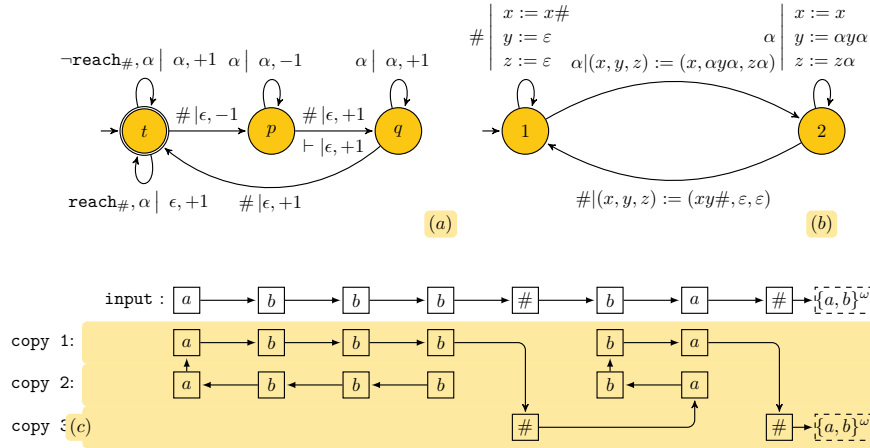 # | x := x#
y := ε
z := ε
α | x := x
y := αyα
z := zα
¬reach#, α | α, +1
α | α, −1
α | α, +1
α|(x, y, z) := (x, αyα, zα)
# |ϵ, −1
# |ϵ, +1
⊢ |ϵ, +1
t
p
q
1
2
reach#, α | ϵ, +1
# |ϵ, +1
#|(x, y, z) := (xy#, ε, ε)
(a)
(b)
input : a b b b # b a # {a, b}ω
copy 1: a b b b b a
copy 2: a b b b b a
copy 3 (c) # # {a, b}ω